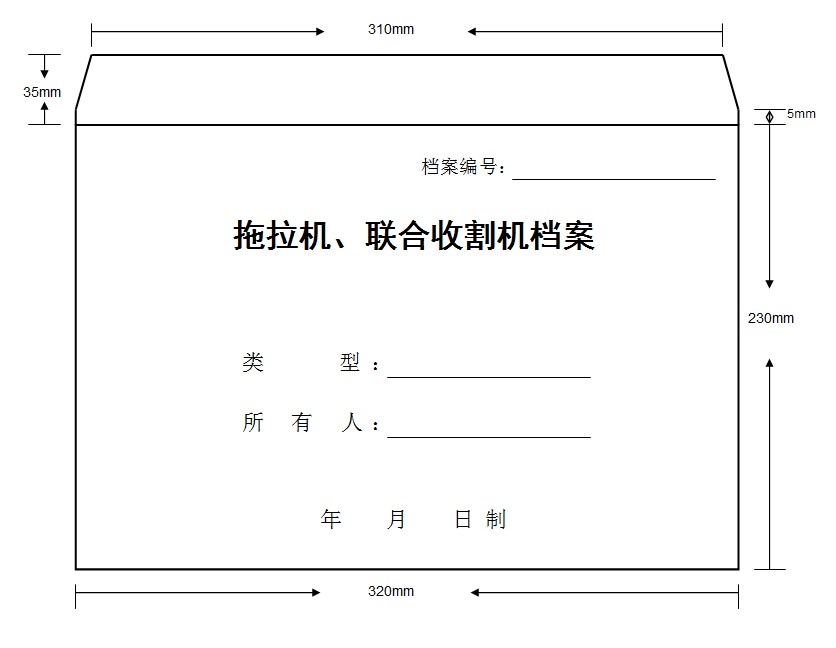 310mm
35mm
5mm
档案编号：
拖拉机、联合收割机档案
230mm
类 型：
所 有 人：
年 月 日 制
320mm